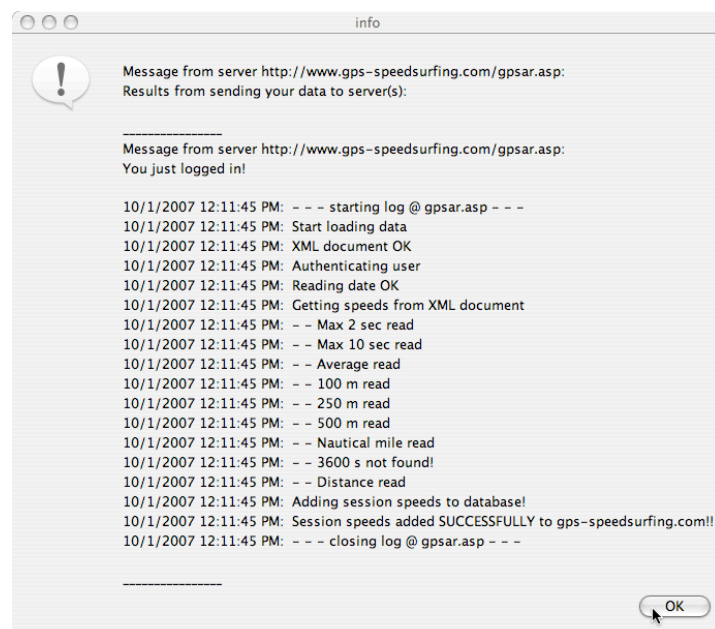 info
Message from server http://www.gps-speedsurfing.com/gpsar.asp:
Results from sending your data to server(s):
________________
Message from server http://www.gps-speedsurfing.com/gpsar.asp:
You just logged in!
10/1/2007 12:11:45 PM: - - - starting log @ gpsar.asp - - -
10/1/2007 12:11:45 PM: Start loading data
10/1/2007 12:11:45 PM: XML document OK
10/1/2007 12:11:45 PM: Authenticating user
10/1/2007 12:11:45 PM: Reading date OK
10/1/2007 12:11:45 PM: Getting speeds from XML document
10/1/2007 12:11:45 PM: - - Max 2 sec read
10/1/2007 12:11:45 PM: - - Max 10 sec read
10/1/2007 12:11:45 PM: - - Average read
10/1/2007 12:11:45 PM: - - 100 m read
10/1/2007 12:11:45 PM: - - 250 m read
10/1/2007 12:11:45 PM: - - 500 m read
10/1/2007 12:11:45 PM: - - Nautical mile read
10/1/2007 12:11:45 PM: - - 3600 s not found!
10/1/2007 12:11:45 PM: - - Distance read
10/1/2007 12:11:45 PM: Adding session speeds to database!
10/1/2007 12:11:45 PM: Session speeds added SUCCESSFULLY to gps-speedsurfing.com!!
10/1/2007 12:11:45 PM: - - - closing log @ gpsar.asp - - -
________________
OK